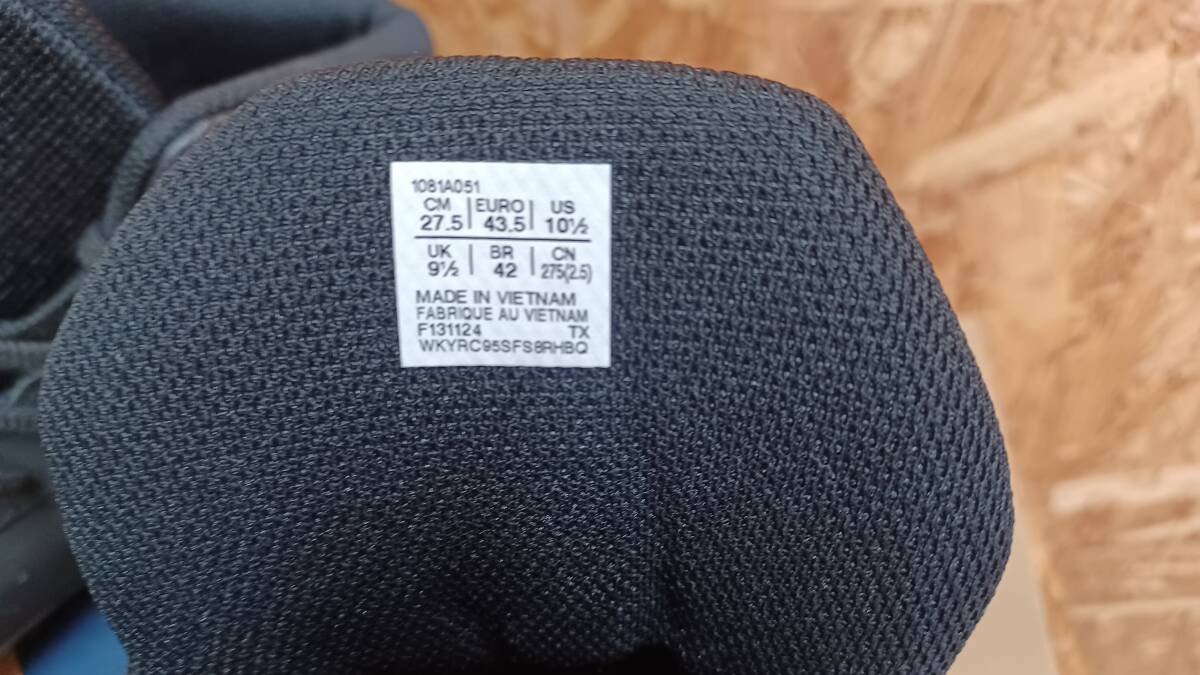 1081A051
CM EURO US
27.5 43.5 10½
UK BR CN
9½ 42 275(2.5)
MADE IN VIETNAM
FABRIQUE AU VIETNAM
F131124 TX
WKYRC95SFS8RHBQ